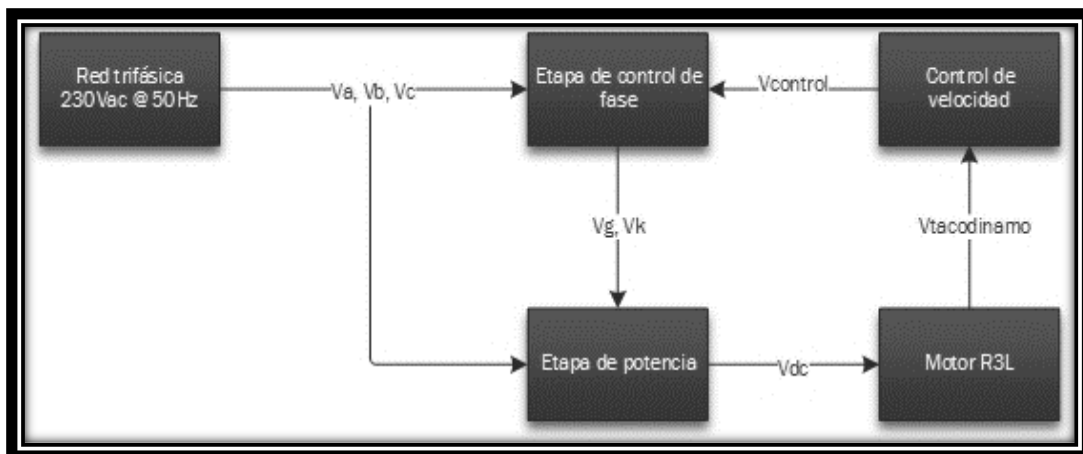 Red trifásica
230Vac @ 50Hz
Va, Vb, Vc
Etapa de control de
fase
Vcontrol
Control de
velocidad
Vg, Vk
Vtacodinamo
Etapa de potencia
Vdc
Motor R3L